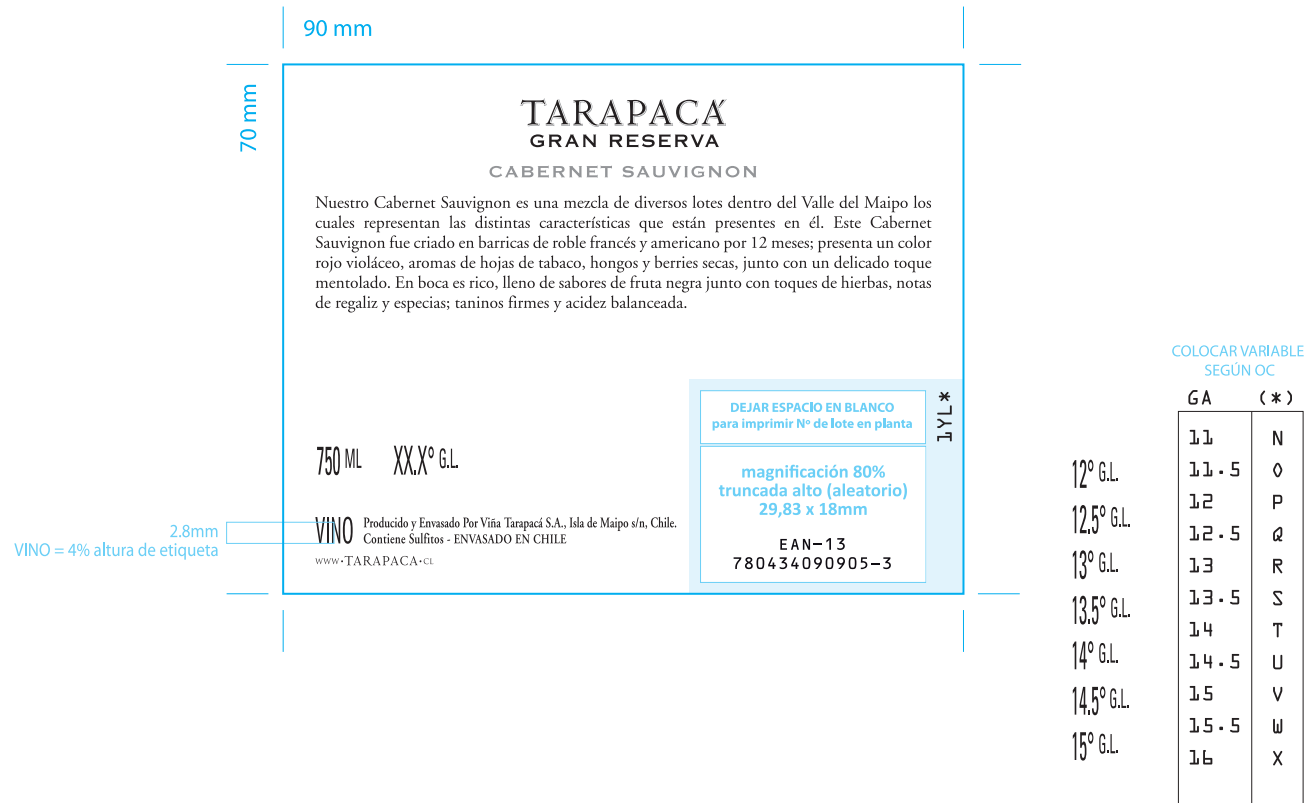 90 mm
70 mm
TARAPACÁ
GRAN RESERVA
CABERNET SAUVIGNON
Nuestro Cabernet Sauvignon es una mezcla de diversos lotes dentro del Valle del Maipo los
cuales representan las distintas características que están presentes en él. Este Cabernet
Sauvignon fue criado en barricas de roble francés y americano por 12 meses; presenta un color
rojo violáceo, aromas de hojas de tabaco, hongos y berries secas, junto con un delicado toque
mentolado. En boca es rico, lleno de sabores de fruta negra junto con toques de hierbas, notas
de regaliz y especias; taninos firmes y acidez balanceada.
750 ML XX.X° G.L.
2.8mm
VINO = 4% altura de etiqueta
VINO
Producido y Envasado Por Viña Tarapacá S.A., Isla de Maipo s/n, Chile.
Contiene Sulfitos - ENVASADO EN CHILE
WWW·TARAPACA·CL
DEJAR ESPACIO EN BLANCO
para imprimir Nº de lote en planta
1YL*
magnificación 80%
truncada alto (aleatorio)
29,83 x 18mm
EAN-13
780434090905-3
12° G.L.
12.5° G.L.
13° G.L.
13.5° G.L.
14° G.L.
14.5° G.L.
15° G.L.
COLOCAR VARIABLE
SEGÚN OC
GA (*)
11 N
11.5 O
12 P
12.5 Q
13 R
13.5 S
14 T
14.5 U
15 V
15.5 W
16 X